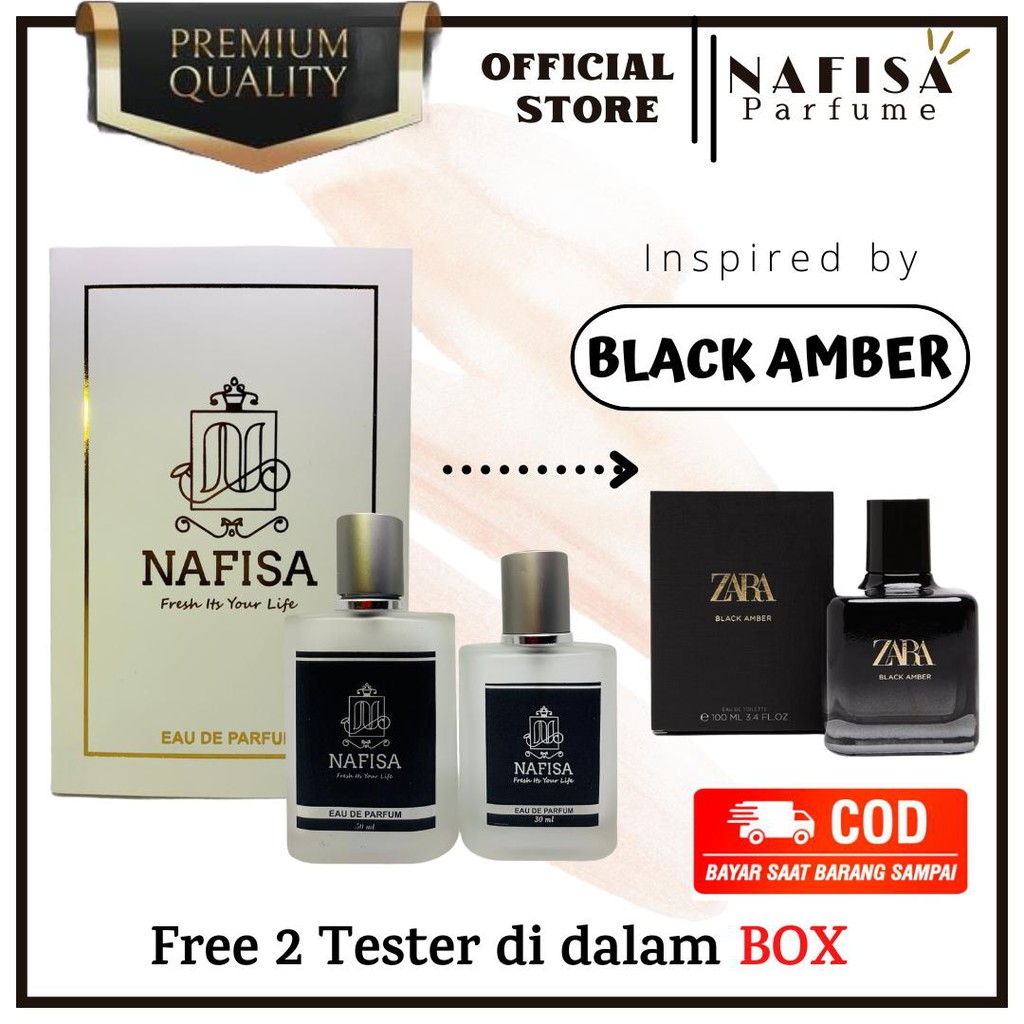 PREMIUM
QUALITY
OFFICIAL
STORE
NAFISA
Parfume
Inspired by
BLACK AMBER
NAFISA
Fresh Its Your Life
EAU DE PARFU
NAFISA
Fresh Its Your Life
EAU DE PARFUM
50 ml
NAFISA
Fresh Its Your Life
EAU DE PARFUM
30 ml
ZARA
BLACK AMBER
EAU DE TOILETTE
e 100 ML 3.4 FL.OZ
ZARA
BLACK AMBER
COD
BAYAR SAAT BARANG SAMPAI
Free 2 Tester di dalam BOX